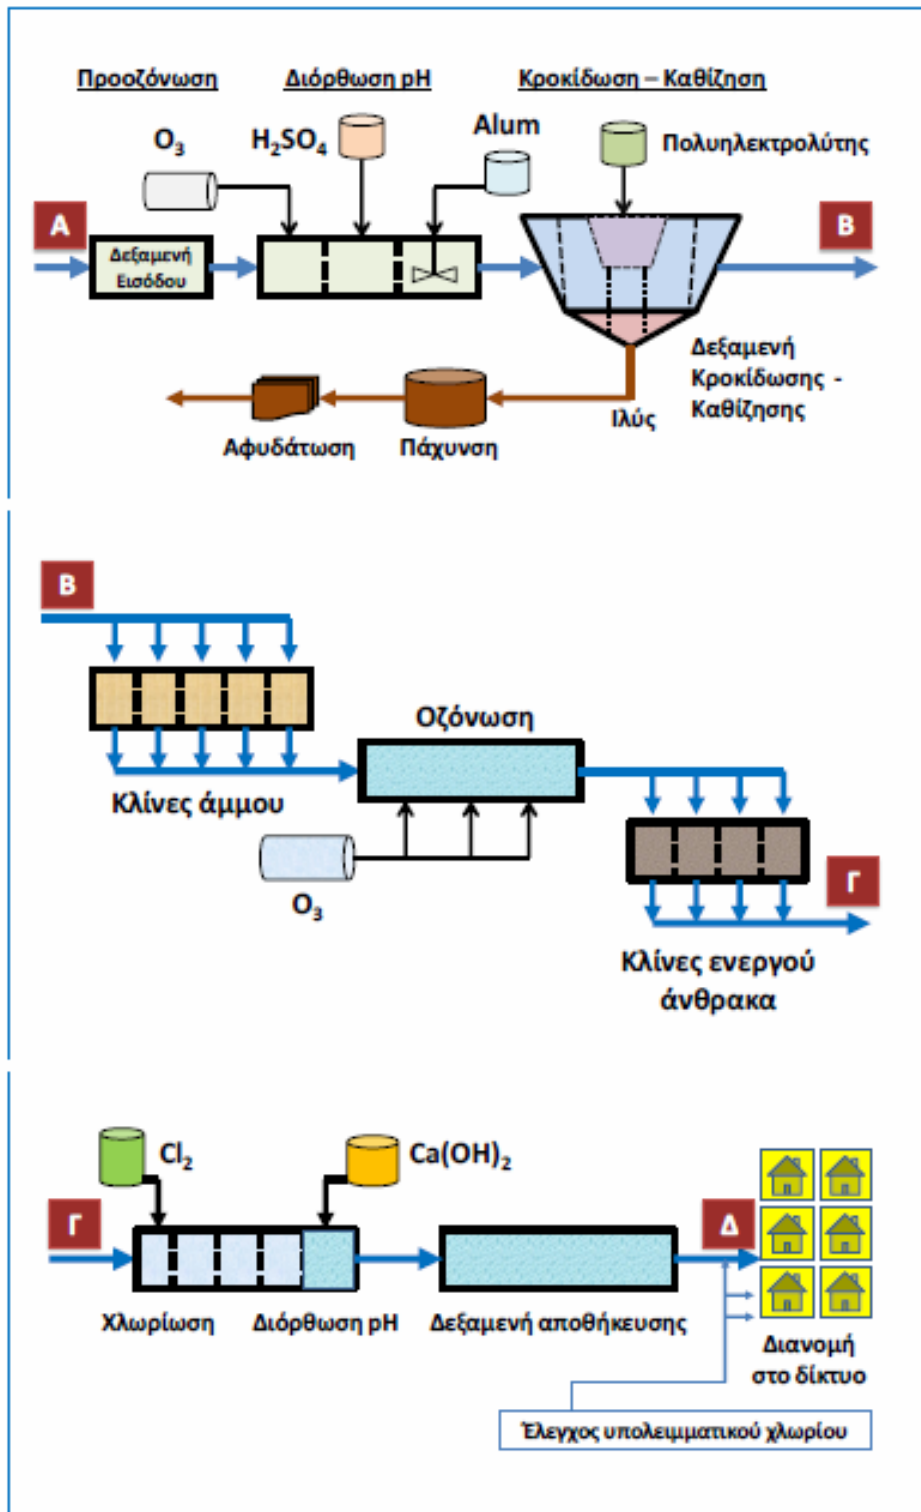 Προοζόνωση
Διόρθωση pH
Κροκίδωση – Καθίζηση
O₃
H₂SO₄
Alum
Πολυηλεκτρολύτης
A
B
Δεξαμενή
Εισόδου
Δεξαμενή
Κροκίδωσης -
Καθίζησης
Ιλύς
Αφυδάτωση
Πάχυνση
B
Οζόνωση
Κλίνες άμμου
O₃
Γ
Κλίνες ενεργού
άνθρακα
Cl₂
Ca(OH)₂
Γ
Δ
Χλωρίωση
Διόρθωση pH
Δεξαμενή αποθήκευσης
Διανομή
στο δίκτυο
Έλεγχος υπολειμματικού χλωρίου